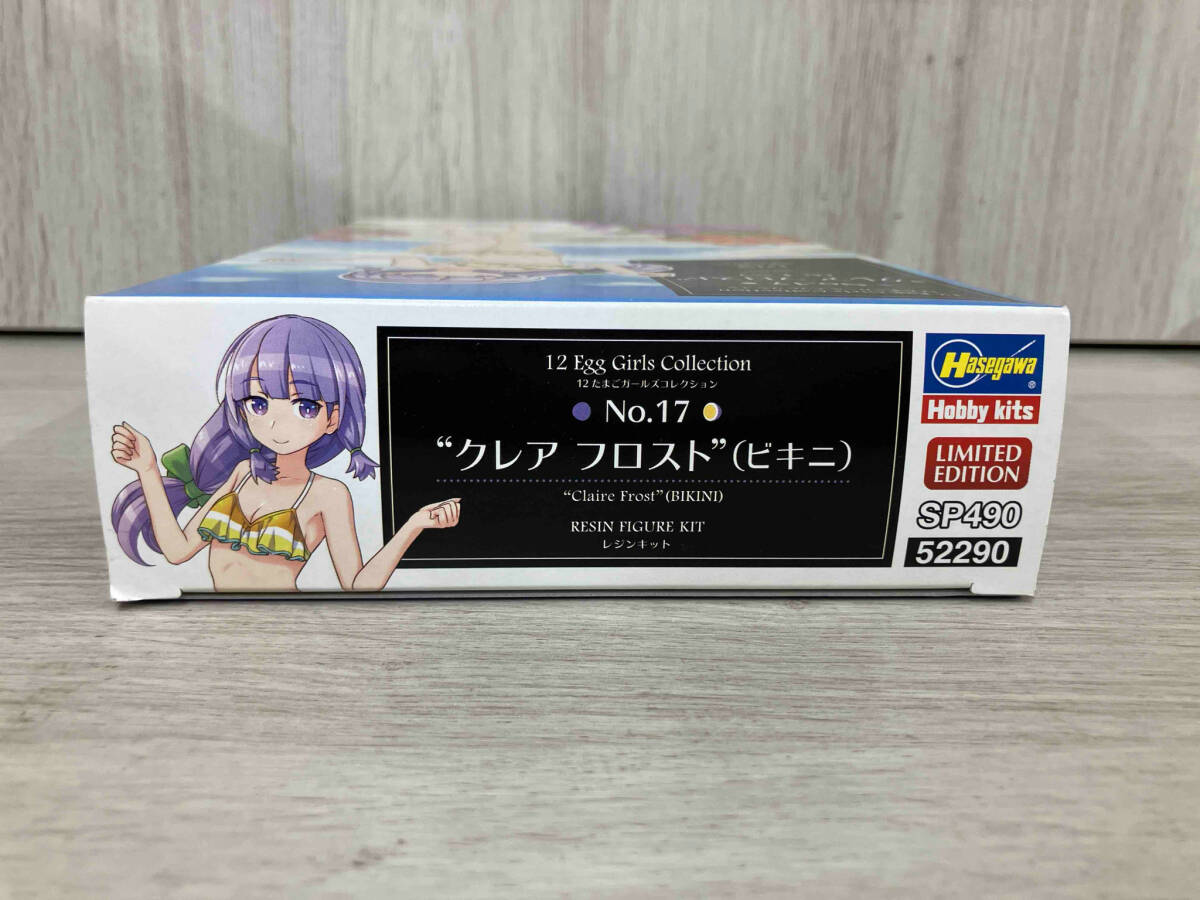 12 Egg Girls Collection
12 たまごガールズコレクション
No.17
“クレア フロスト”(ビキニ)
“Claire Frost”(BIKINI)
RESIN FIGURE KIT
レジンキット
Hasegawa
®
Hobby kits
LIMITED
EDITION
SP490
52290